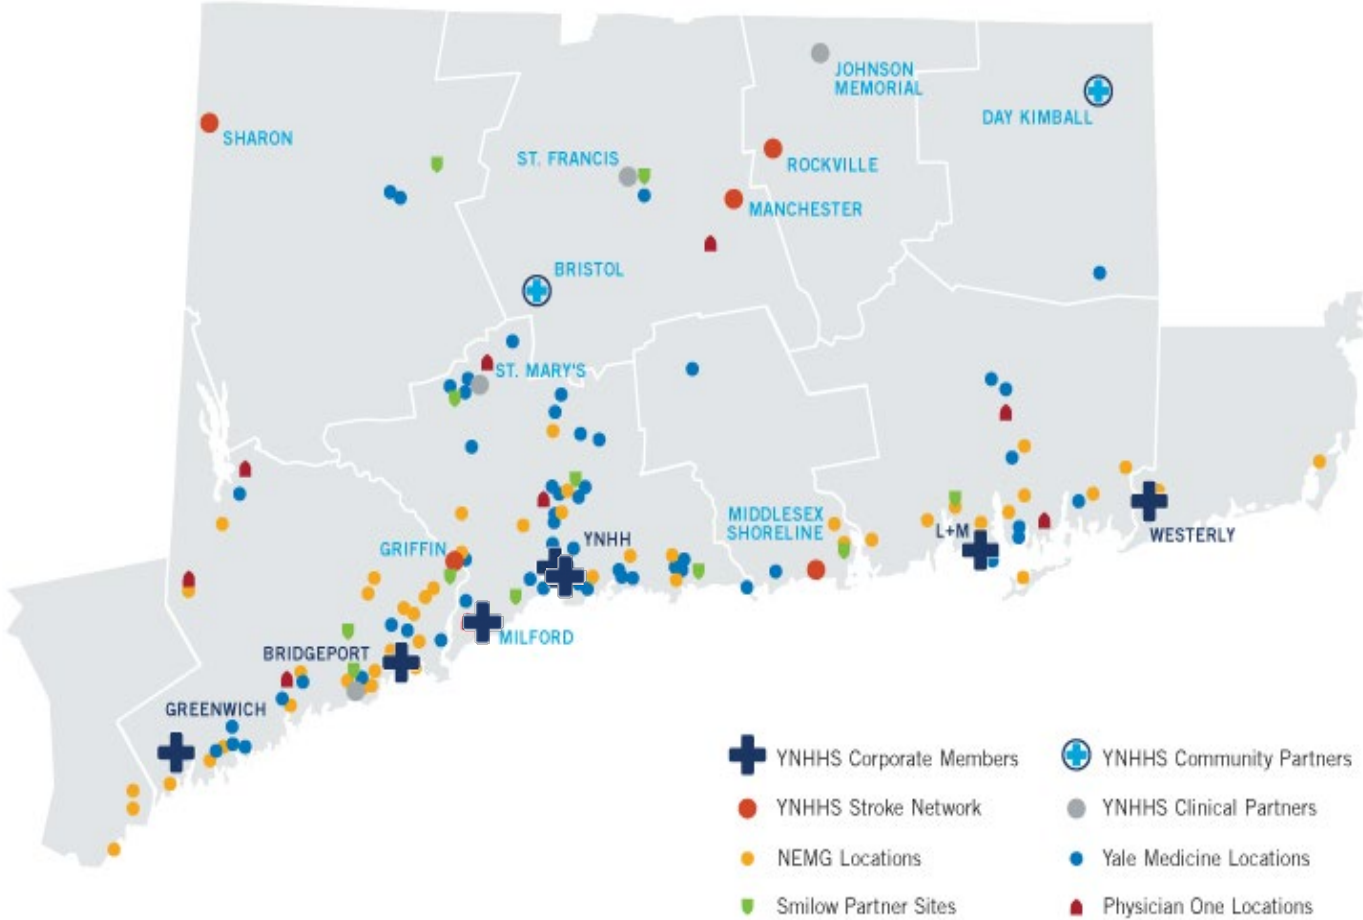 JOHNSON
MEMORIAL
DAY KIMBALL
SHARON
ST. FRANCIS
ROCKVILLE
MANCHESTER
BRISTOL
ST. MARY'S
MIDDLESEX
SHORELINE
L+M
WESTERLY
YNHH
GRIFFIN
MILFORD
BRIDGEPORT
GREENWICH
YNHHS Corporate Members
YNHHS Community Partners
YNHHS Stroke Network
YNHHS Clinical Partners
NEMG Locations
Yale Medicine Locations
Smilow Partner Sites
Physician One Locations